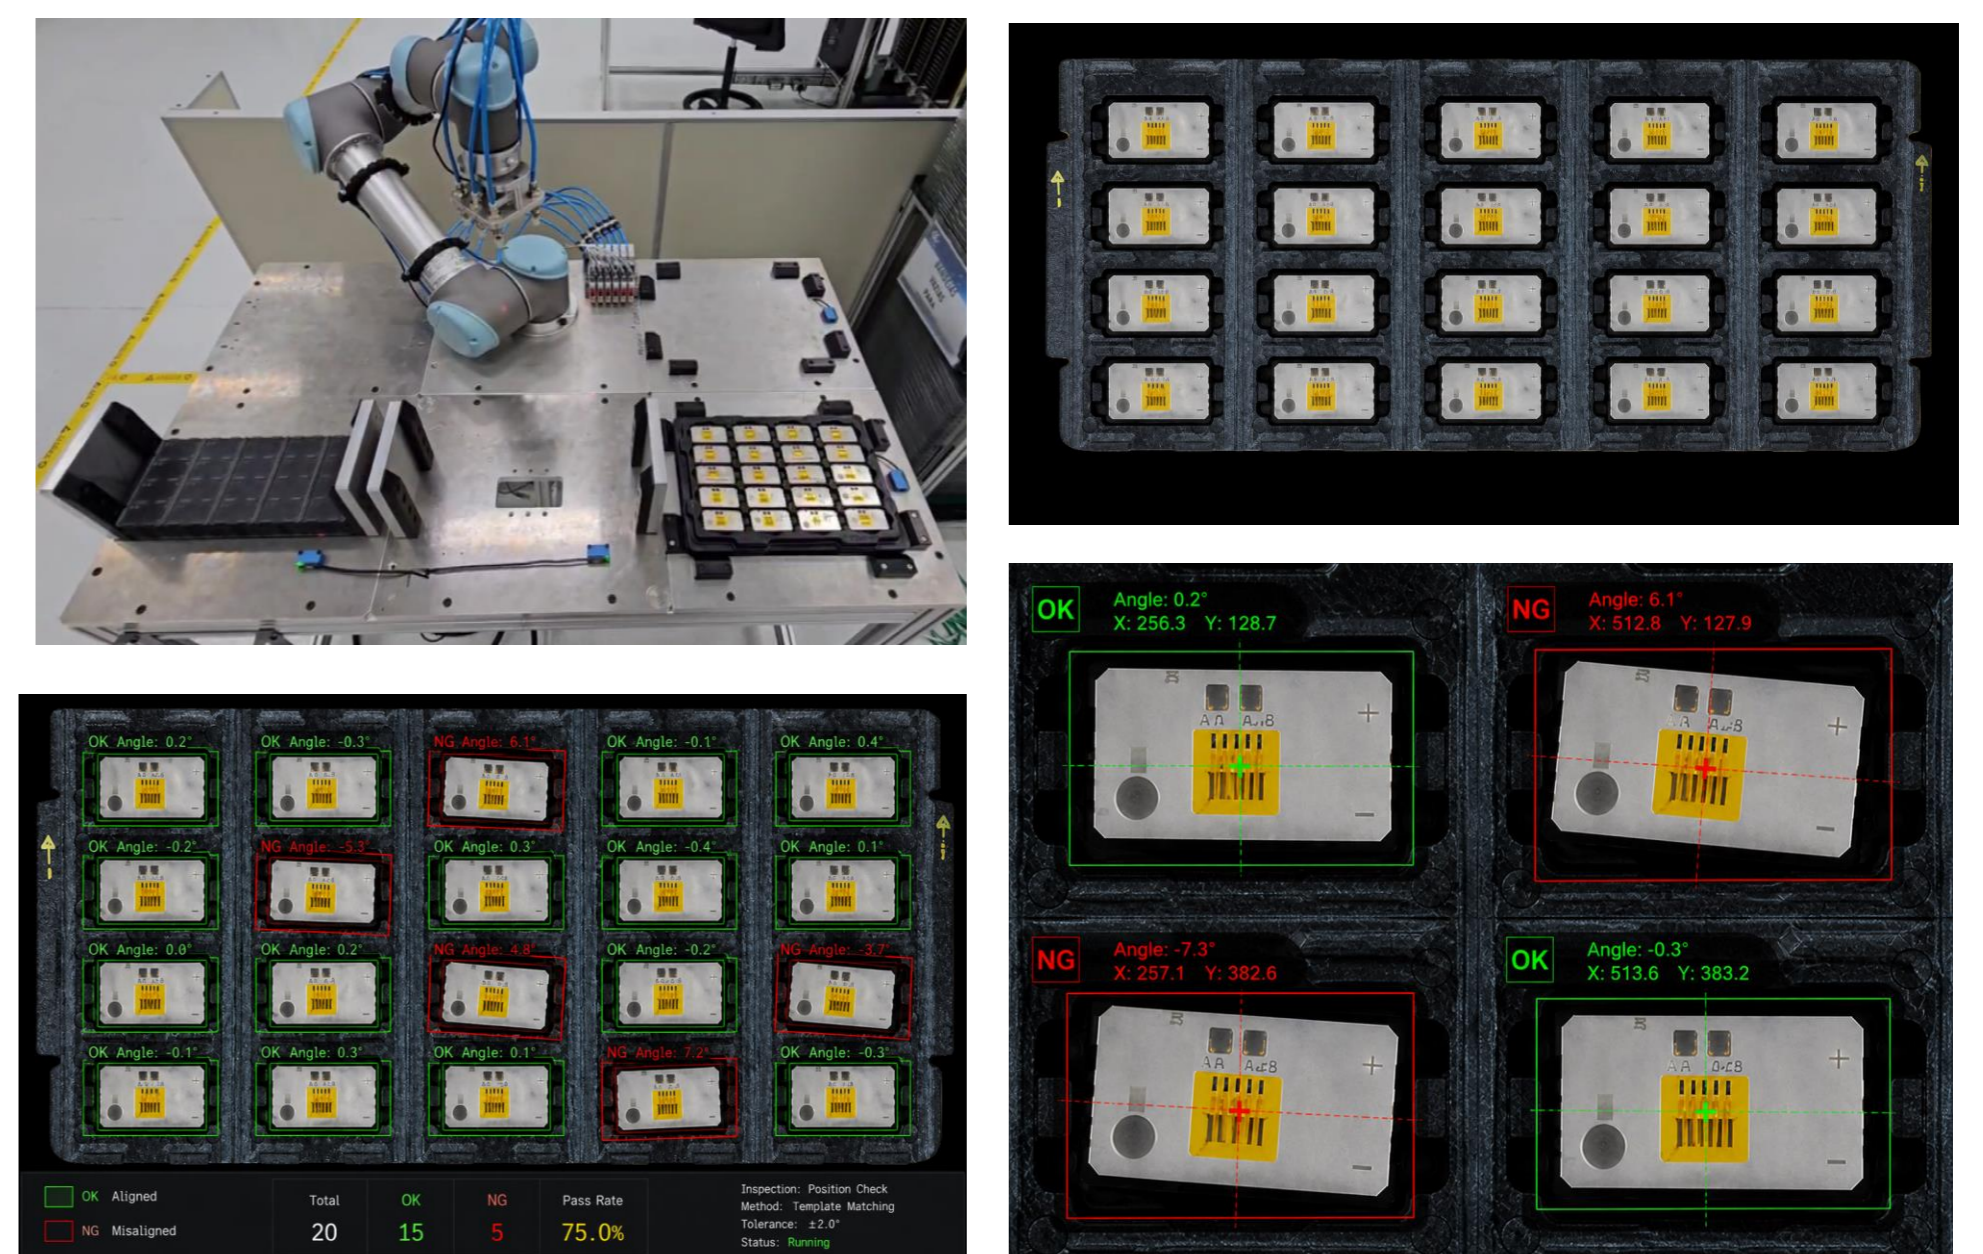 OK Angle: 0.2°
OK Angle: -0.3°
NG Angle: 6.1°
OK Angle: -0.1°
OK Angle: 0.4°
OK Angle: -0.2°
NG Angle: -5.3°
OK Angle: 0.3°
OK Angle: -0.4°
OK Angle: 0.1°
OK Angle: 0.0°
OK Angle: 0.2°
NG Angle: 4.8°
OK Angle: -0.2°
NG Angle: -3.7°
OK Angle: -0.1°
OK Angle: 0.3°
OK Angle: 0.1°
NG Angle: 7.2°
OK Angle: -0.3°
OK Aligned
NG Misaligned
Total
20
OK
15
NG
5
Pass Rate
75.0%
Inspection: Position Check
Method: Template Matching
Tolerance: ±2.0°
Status: Running
OK
Angle: 0.2°
X: 256.3 Y: 128.7
NG
Angle: 6.1°
X: 512.8 Y: 127.9
NG
Angle: -7.3°
X: 257.1 Y: 382.6
OK
Angle: -0.3°
X: 513.6 Y: 383.2